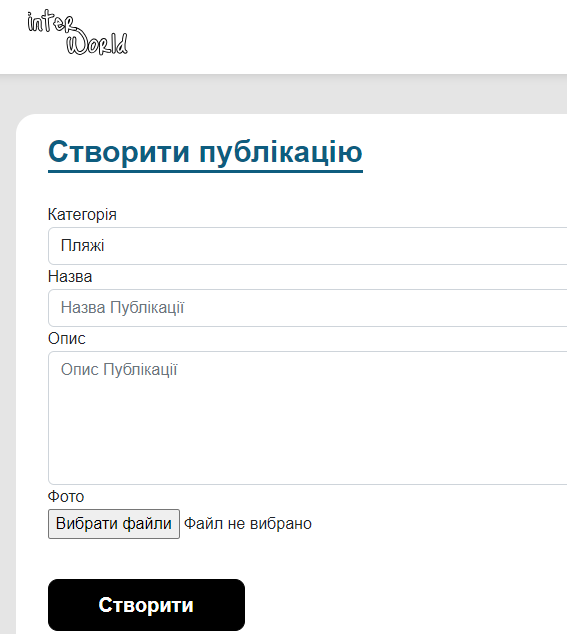 inter
World
Створити публікацію
Категорія
Пляжі
Назва
Назва Публікації
Опис
Опис Публікації
Фото
Вибрати файли Файл не вибрано
Створити